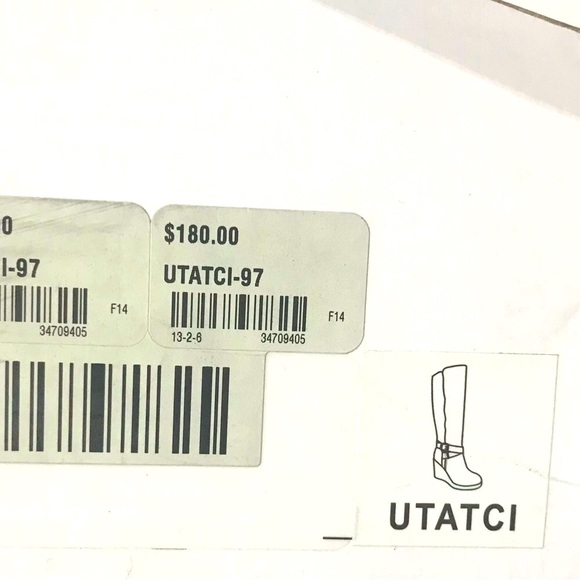 0
I-97
F14
34709405
$180.00
UTATCI-97
F14
13-2-6 34709405
UTATCI